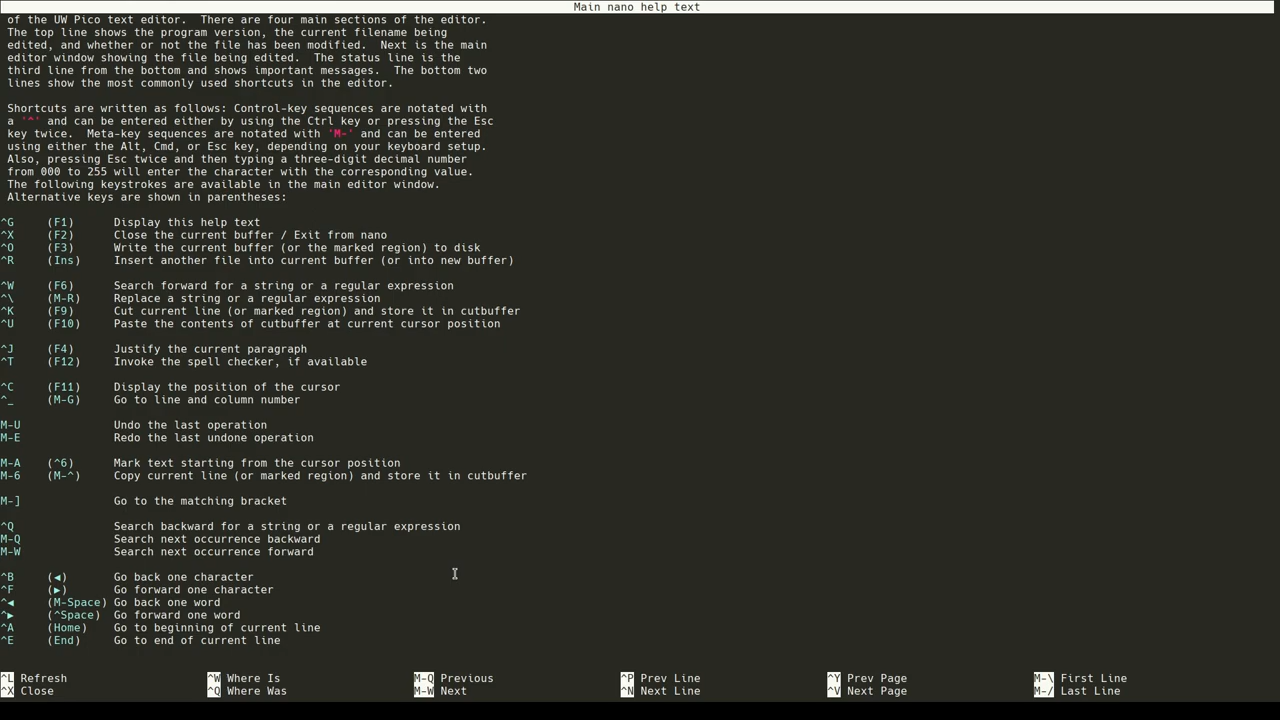 Main nano help text
of the UW Pico text editor.  There are four main sections of the editor.
The top line shows the program version, the current filename being
edited, and whether or not the file has been modified.  Next is the main
editor window showing the file being edited.  The status line is the
third line from the bottom and shows important messages.  The bottom two
lines show the most commonly used shortcuts in the editor.
Shortcuts are written as follows: Control-key sequences are notated with
a '^' and can be entered either by using the Ctrl key or pressing the Esc
key twice.  Meta-key sequences are notated with 'M-' and can be entered
using either the Alt, Cmd, or Esc key, depending on your keyboard setup.
Also, pressing Esc twice and then typing a three-digit decimal number
from 000 to 255 will enter the character with the corresponding value.
The following keystrokes are available in the main editor window.
Alternative keys are shown in parentheses:
^G (F1) Display this help text
^X (F2) Close the current buffer / Exit from nano
^O (F3) Write the current buffer (or the marked region) to disk
^R (Ins) Insert another file into current buffer (or into new buffer)
^W (F6) Search forward for a string or a regular expression
^\ (M-R) Replace a string or a regular expression
^K (F9) Cut current line (or marked region) and store it in cutbuffer
^U (F10) Paste the contents of cutbuffer at current cursor position
^J (F4) Justify the current paragraph
^T (F12) Invoke the spell checker, if available
^C (F11) Display the position of the cursor
^_ (M-G) Go to line and column number
M-U Undo the last operation
M-E Redo the last undone operation
M-A (^6) Mark text starting from the cursor position
M-6 (M-^) Copy current line (or marked region) and store it in cutbuffer
M-] Go to the matching bracket
^Q Search backward for a string or a regular expression
M-Q Search next occurrence backward
M-W Search next occurrence forward
^B (◀) Go back one character
^F (▶) Go forward one character
^◀ (M-Space) Go back one word
^▶ (^Space) Go forward one word
^A (Home) Go to beginning of current line
^E (End) Go to end of current line
^L Refresh ^W Where Is M-Q Previous ^P Prev Line ^Y Prev Page M-\ First Line
^X Close ^Q Where Was M-W Next ^N Next Line ^V Next Page M-/ Last Line